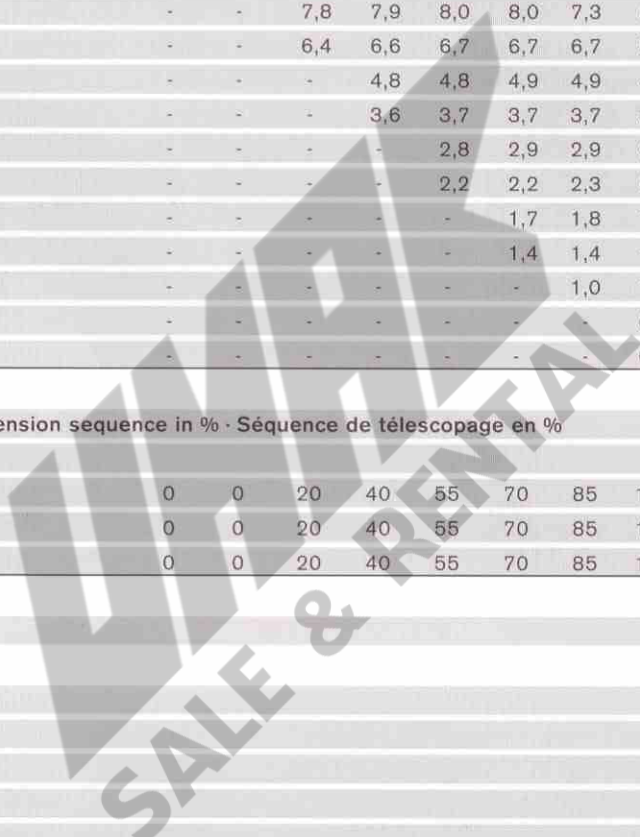 - - 7,8 7,9 8,0 8,0 7,3
- - 6,4 6,6 6,7 6,7 6,7
- - - 4,8 4,8 4,9 4,9
- - - 3,6 3,7 3,7 3,7
- - - - 2,8 2,9 2,9
- - - - 2,2 2,2 2,3
- - - - - 1,7 1,8
- - - - - 1,4 1,4
- - - - - - 1,0
- - - - - - -
- - - - - - -
ension sequence in % · Séquence de télescopage en %
0 0 20 40 55 70 85
0 0 20 40 55 70 85
0 0 20 40 55 70 85
SALE & RENTAL